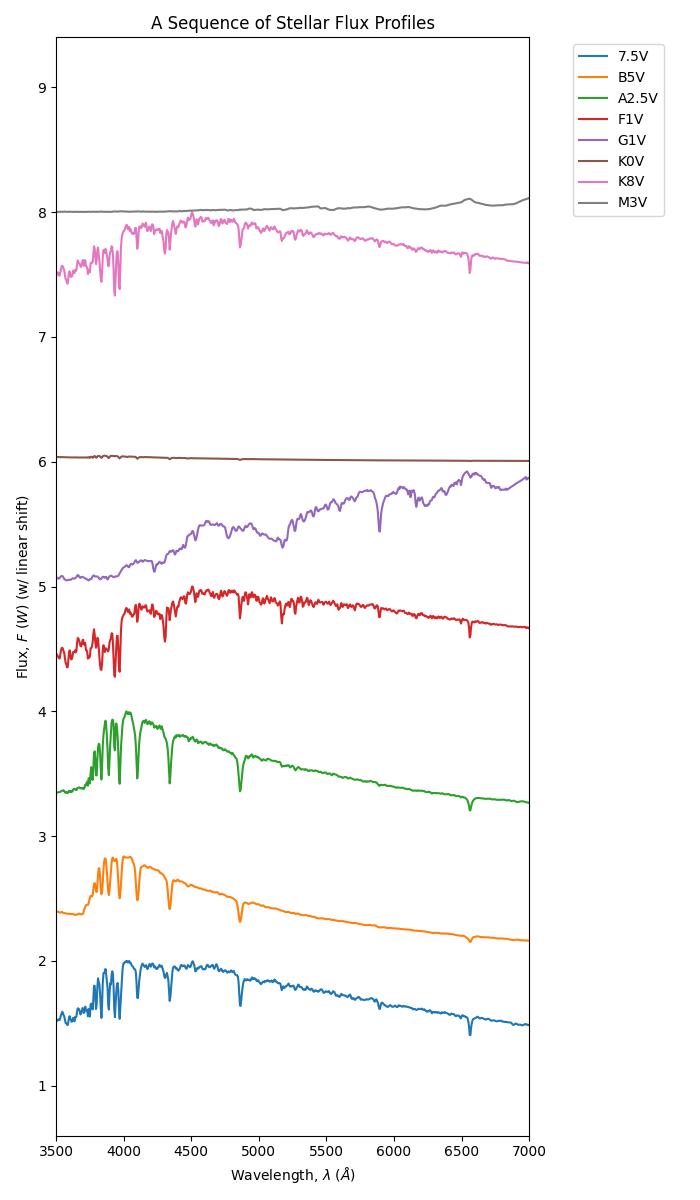 A Sequence of Stellar Flux Profiles
7.5V
B5V
A2.5V
F1V
G1V
K0V
K8V
M3V
9
8
7
6
5
4
3
2
1
Flux, F (W) (w/ linear shift)
3500 4000 4500 5000 5500 6000 6500 7000
Wavelength, λ (Å)